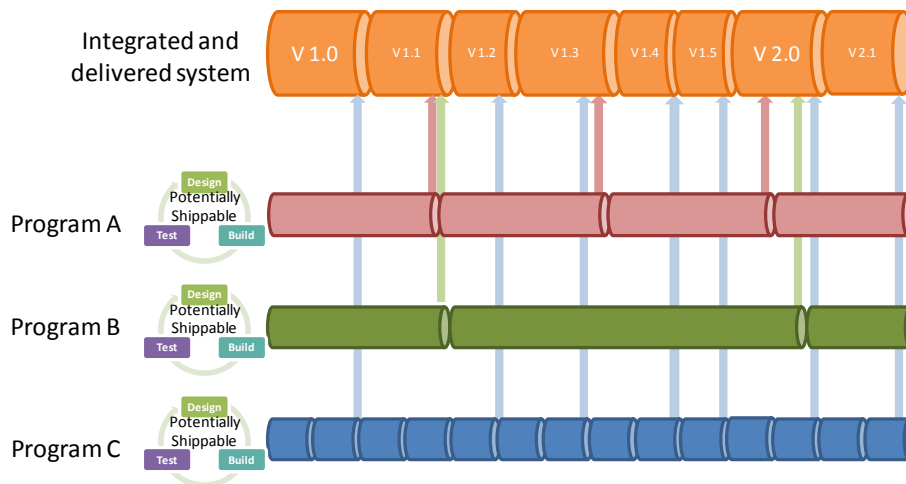 Integrated and
delivered system
V 1.0
V 1.1
V 1.2
V 1.3
V 1.4
V 1.5
V 2.0
V 2.1
Program A
Design
Potentially
Shippable
Test
Build
Program B
Design
Potentially
Shippable
Test
Build
Program C
Design
Potentially
Shippable
Test
Build